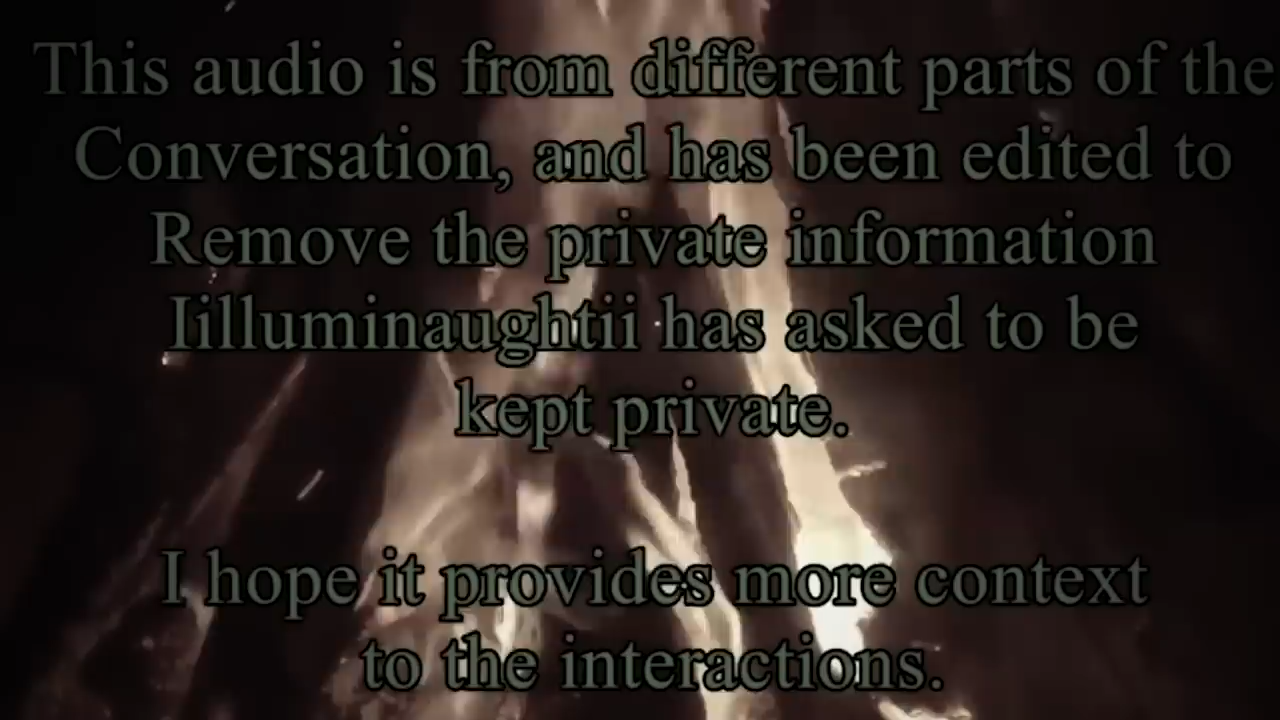 This audio is from different parts of the
Conversation, and has been edited to
Remove the private information
Iilluminaughtii has asked to be
kept private.
I hope it provides more context
to the interactions.